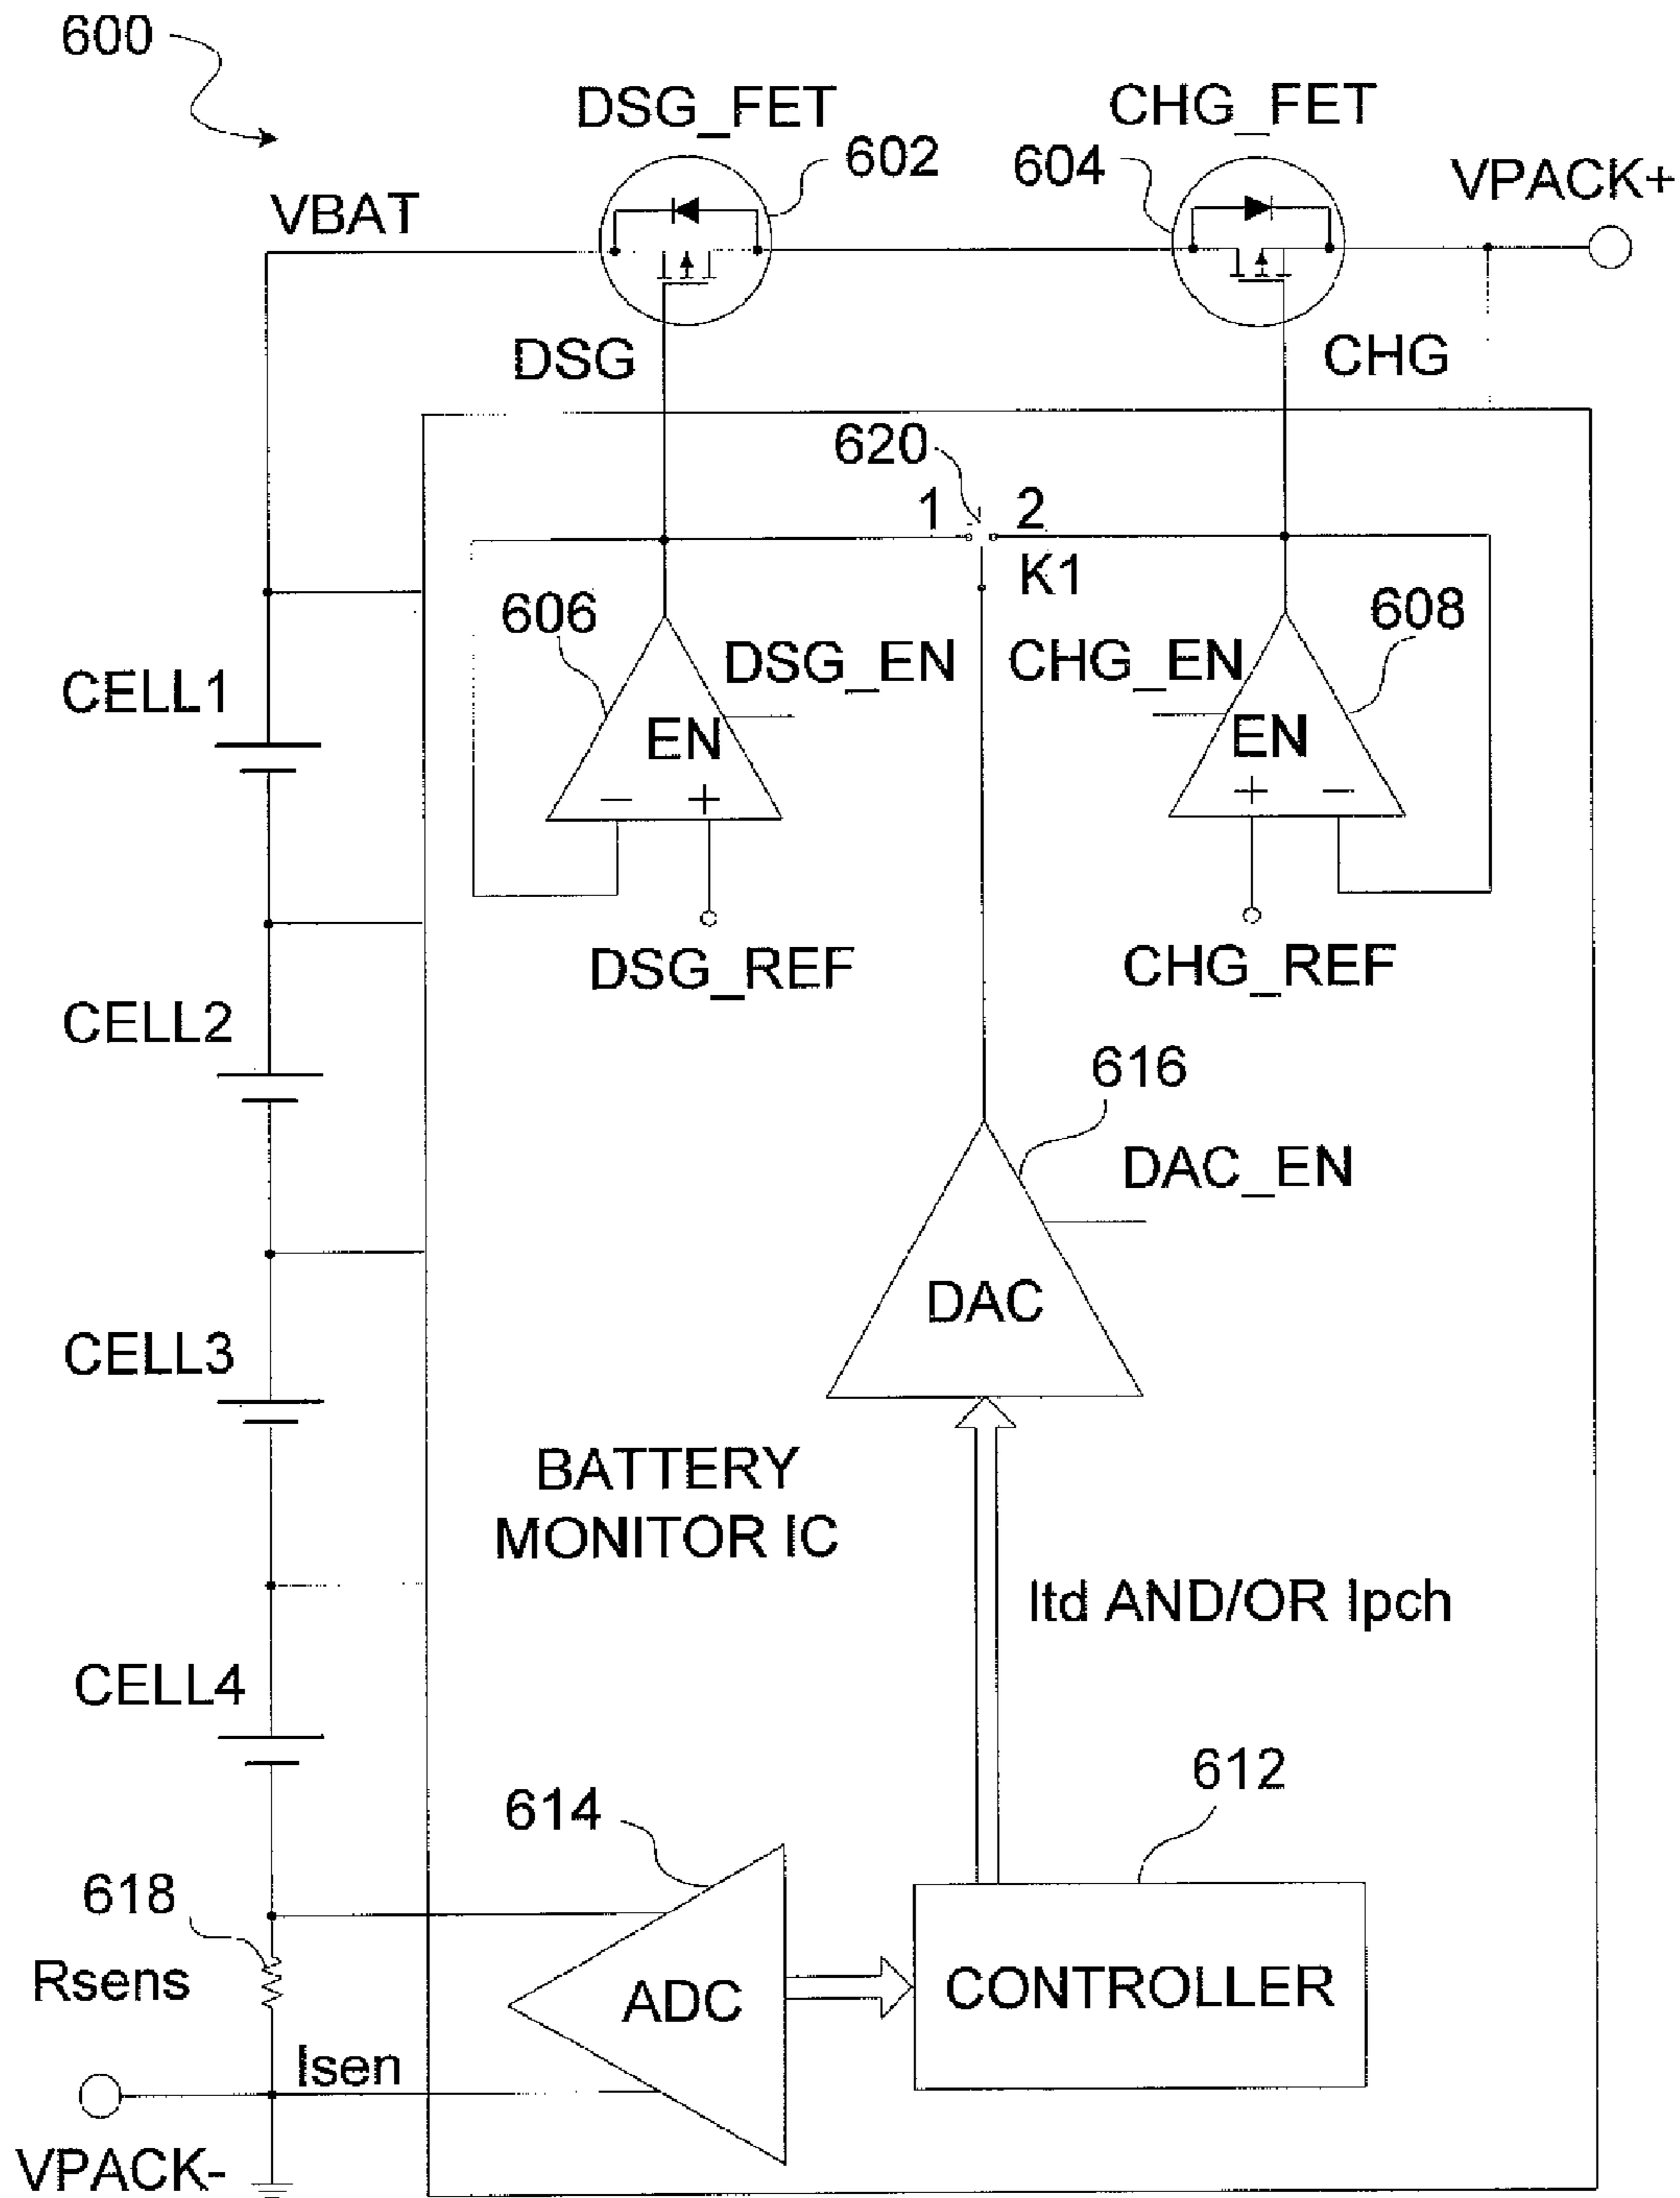 600
DSG_FET
CHG_FET
602
604
VPACK+
VBAT
DSG
CHG
620
1
2
K1
606
608
DSG_EN
CHG_EN
CELL1
EN
EN
− +
+ −
DSG_REF
CHG_REF
CELL2
616
DAC_EN
DAC
CELL3
BATTERY
MONITOR IC
Itd AND/OR Ipch
CELL4
612
614
618
Rsens
ADC
CONTROLLER
Isen
VPACK-